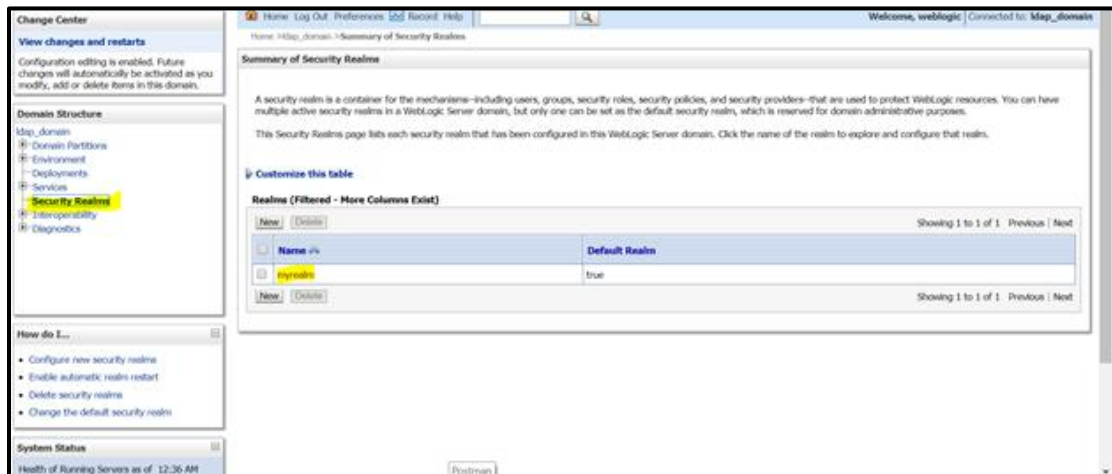 Change Center
View changes and restarts
Configuration editing is enabled. Future
changes will automatically be activated as you
modify, add or delete items in this domain.
Domain Structure
ldap_domain
Domain Partitions
Environment
Deployments
Services
Security Realms
Interoperability
Diagnostics
How do I...
Configure new security realms
Enable automatic realm restart
Delete security realms
Change the default security realm
System Status
Health of Running Servers as of 12:36 AM
Home Log Out Preferences Record Help
Welcome, weblogic Connected to: ldap_domain
Home >ldap_domain >Summary of Security Realms
Summary of Security Realms
A security realm is a container for the mechanisms--including users, groups, security roles, security policies, and security providers--that are used to protect WebLogic resources. You can have
multiple active security realms in a WebLogic Server domain, but only one can be set as the default security realm, which is reserved for domain administrative purposes.
This Security Realms page lists each security realm that has been configured in this WebLogic Server domain. Click the name of the realm to explore and configure that realm.
Customize this table
Realms (Filtered - More Columns Exist)
New Delete Showing 1 to 1 of 1 Previous | Next
Name Default Realm
myrealm true
New Delete Showing 1 to 1 of 1 Previous | Next
Postman